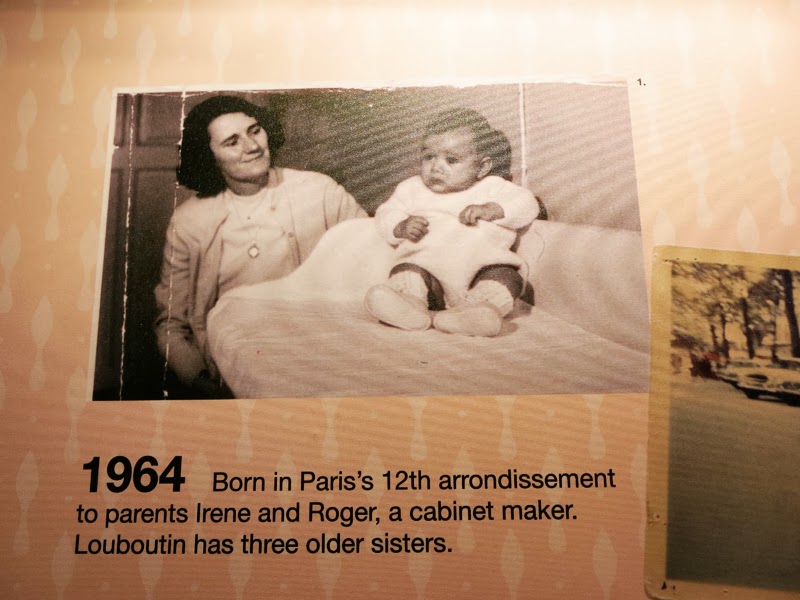 1.
1964 Born in Paris's 12th arrondissement
to parents Irene and Roger, a cabinet maker.
Louboutin has three older sisters.